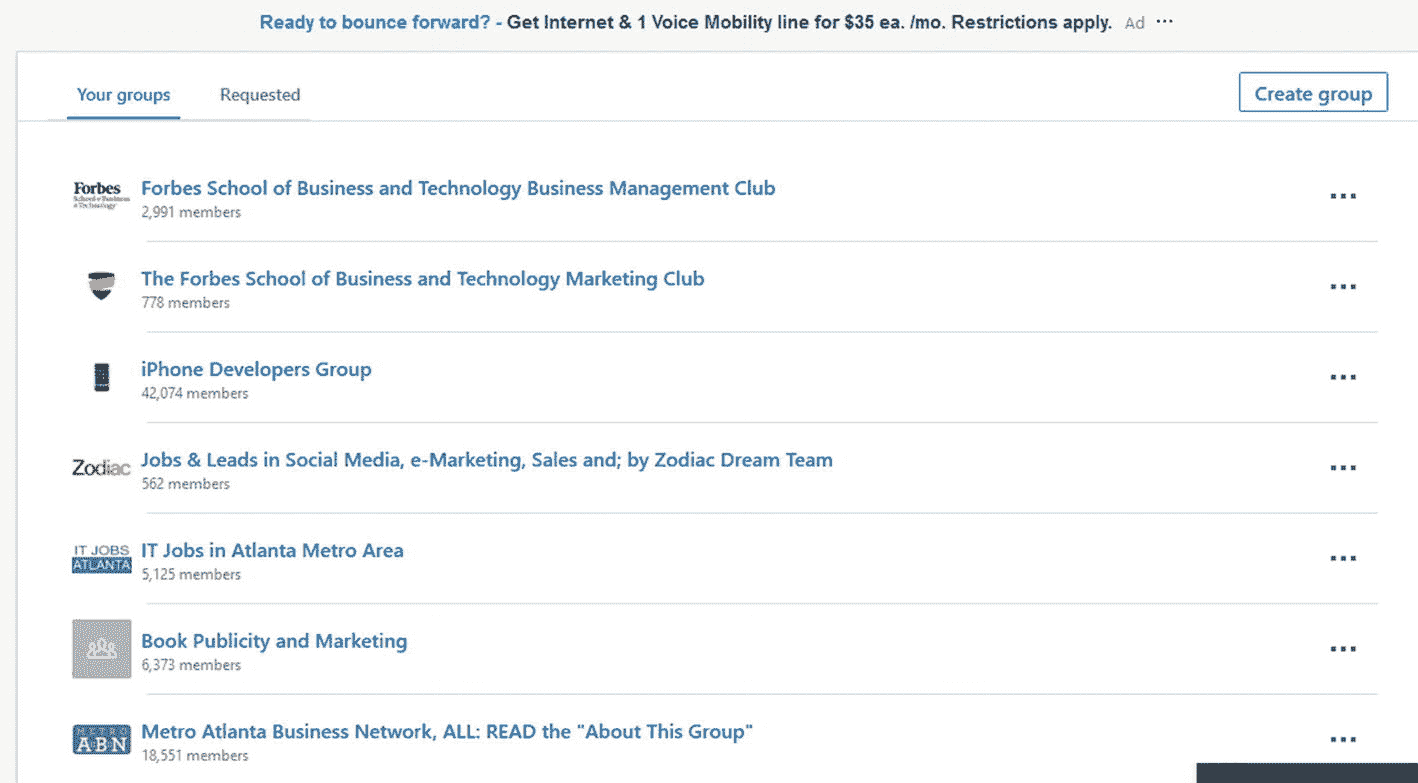 Ready to bounce forward? - Get Internet & 1 Voice Mobility line for $35 ea. /mo. Restrictions apply. Ad ...
Your groups
Requested
Create group
Forbes
School of Business
& Technology
Forbes School of Business and Technology Business Management Club
2,991 members
The Forbes School of Business and Technology Marketing Club
778 members
iPhone Developers Group
42,074 members
Zodiac
Jobs & Leads in Social Media, e-Marketing, Sales and; by Zodiac Dream Team
562 members
IT JOBS
ATLANTA
IT Jobs in Atlanta Metro Area
5,125 members
Book Publicity and Marketing
6,373 members
METRO
ABN
Metro Atlanta Business Network, ALL: READ the "About This Group"
18,551 members